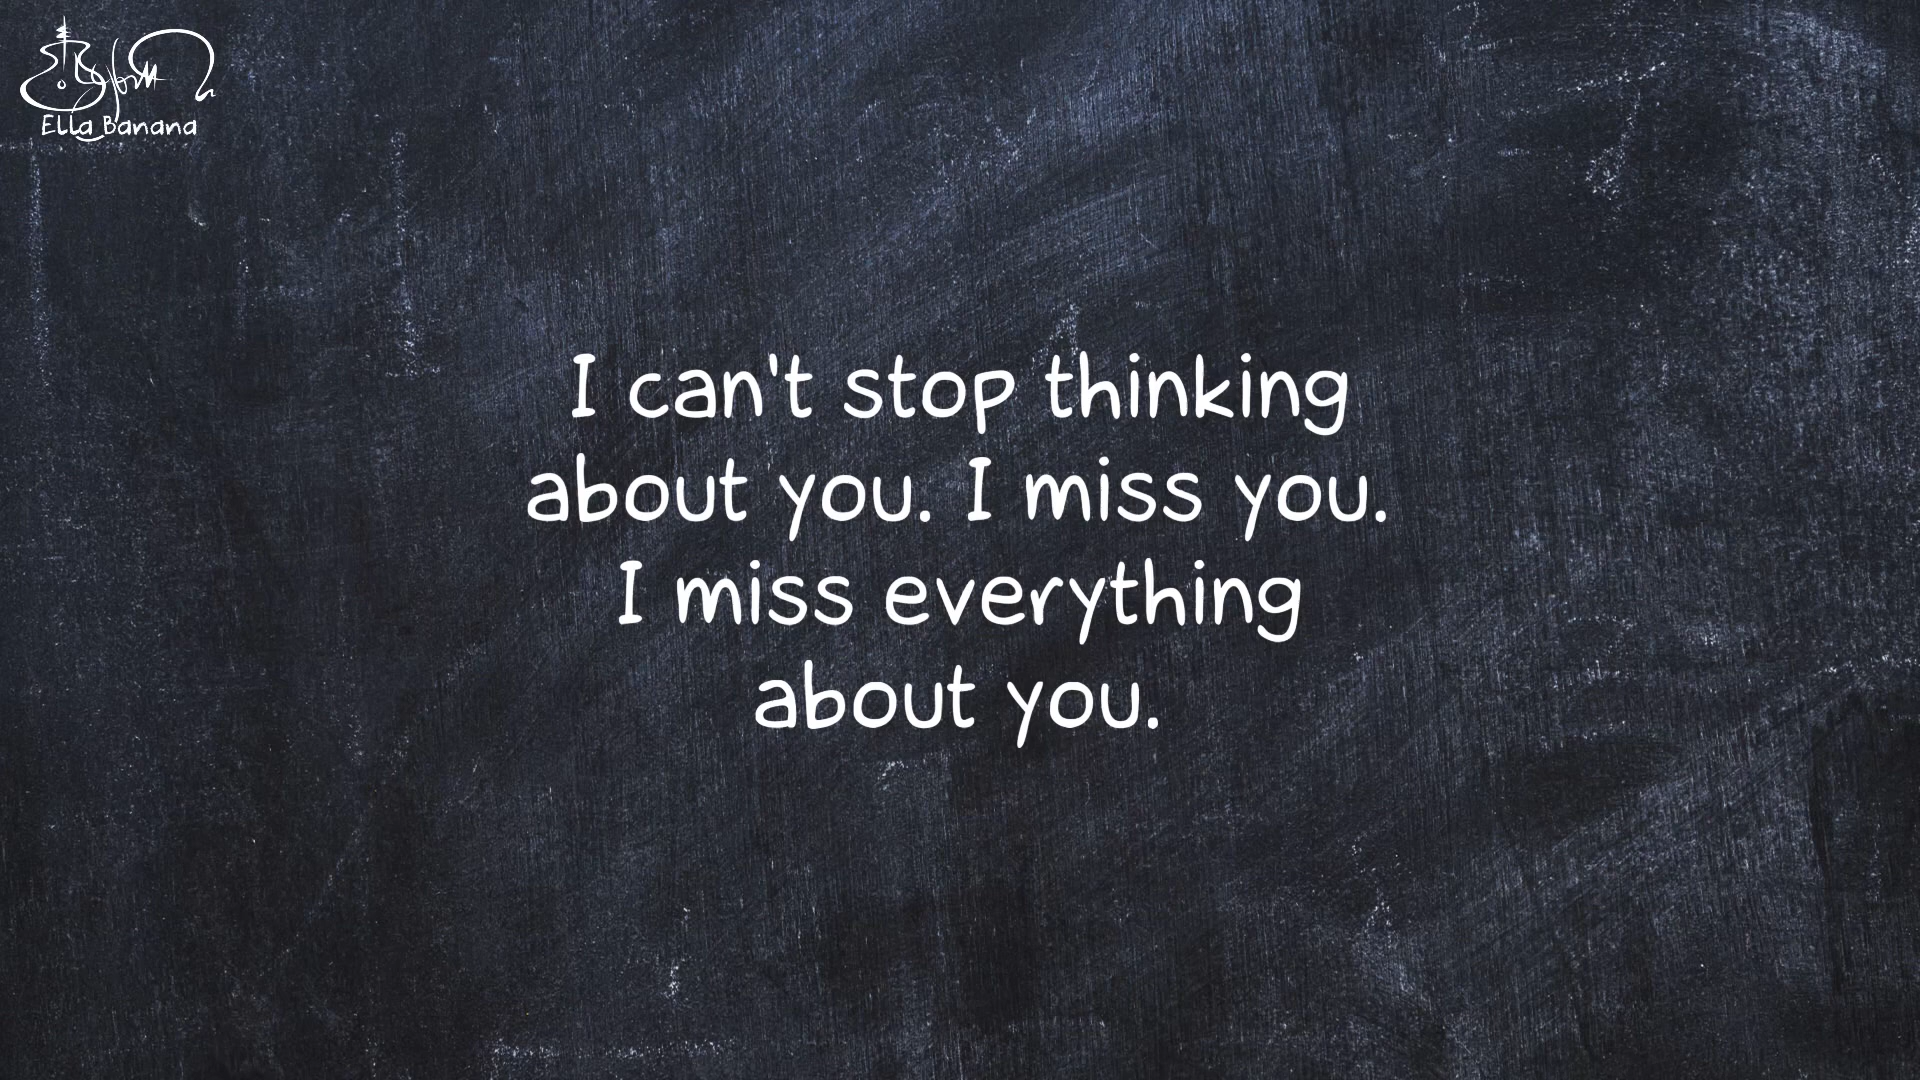 Ella Banana
I can't stop thinking
about you. I miss you.
I miss everything
about you.